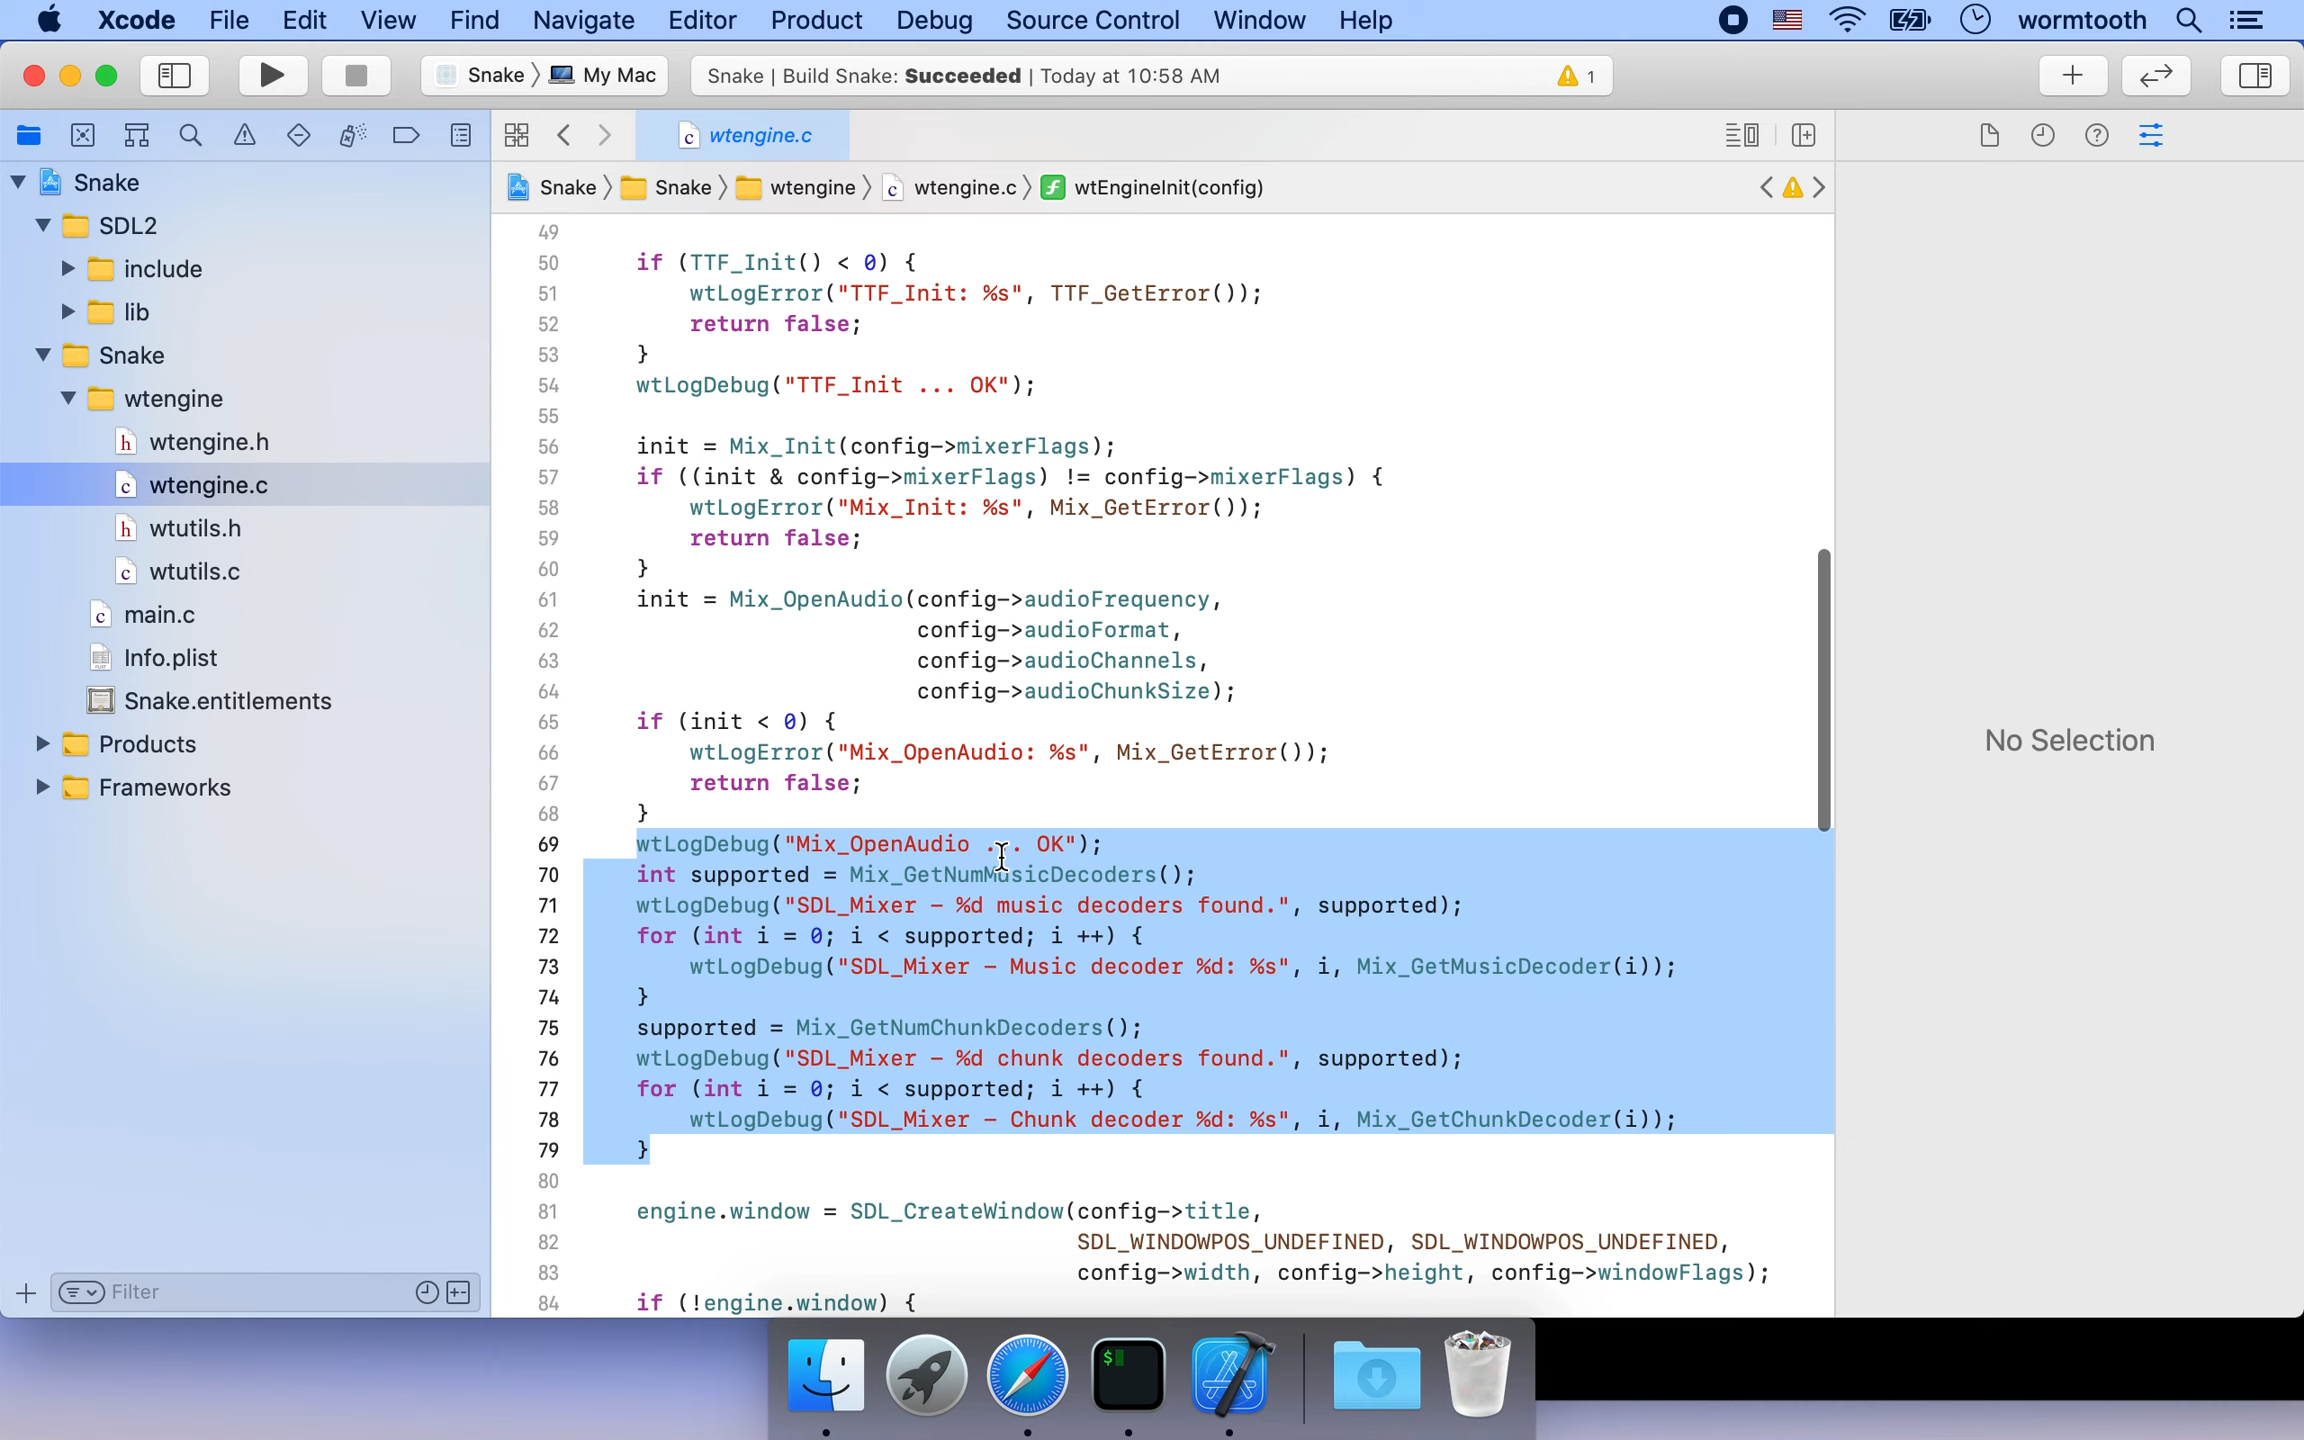 Xcode File Edit View Find Navigate Editor Product Debug Source Control Window Help wormtooth
Snake My Mac
Snake | Build Snake: Succeeded | Today at 10:58 AM 1
wtengine.c
Snake Snake wtengine wtengine.c wtEngineInit(config)
Snake
SDL2
include
lib
Snake
wtengine
h wtengine.h
c wtengine.c
h wtutils.h
c wtutils.c
c main.c
Info.plist
Snake.entitlements
Products
Frameworks
Filter
49
50 if (TTF_Init() < 0) {
51 wtLogError("TTF_Init: %s", TTF_GetError());
52 return false;
53 }
54 wtLogDebug("TTF_Init ... OK");
55
56 init = Mix_Init(config->mixerFlags);
57 if ((init & config->mixerFlags) != config->mixerFlags) {
58 wtLogError("Mix_Init: %s", Mix_GetError());
59 return false;
60 }
61 init = Mix_OpenAudio(config->audioFrequency,
62 config->audioFormat,
63 config->audioChannels,
64 config->audioChunkSize);
65 if (init < 0) {
66 wtLogError("Mix_OpenAudio: %s", Mix_GetError());
67 return false;
68 }
69 wtLogDebug("Mix_OpenAudio ... OK");
70 int supported = Mix_GetNumMusicDecoders();
71 wtLogDebug("SDL_Mixer - %d music decoders found.", supported);
72 for (int i = 0; i < supported; i ++) {
73 wtLogDebug("SDL_Mixer - Music decoder %d: %s", i, Mix_GetMusicDecoder(i));
74 }
75 supported = Mix_GetNumChunkDecoders();
76 wtLogDebug("SDL_Mixer - %d chunk decoders found.", supported);
77 for (int i = 0; i < supported; i ++) {
78 wtLogDebug("SDL_Mixer - Chunk decoder %d: %s", i, Mix_GetChunkDecoder(i));
79 }
80
81 engine.window = SDL_CreateWindow(config->title,
82 SDL_WINDOWPOS_UNDEFINED, SDL_WINDOWPOS_UNDEFINED,
83 config->width, config->height, config->windowFlags);
84 if (!engine.window) {
No Selection